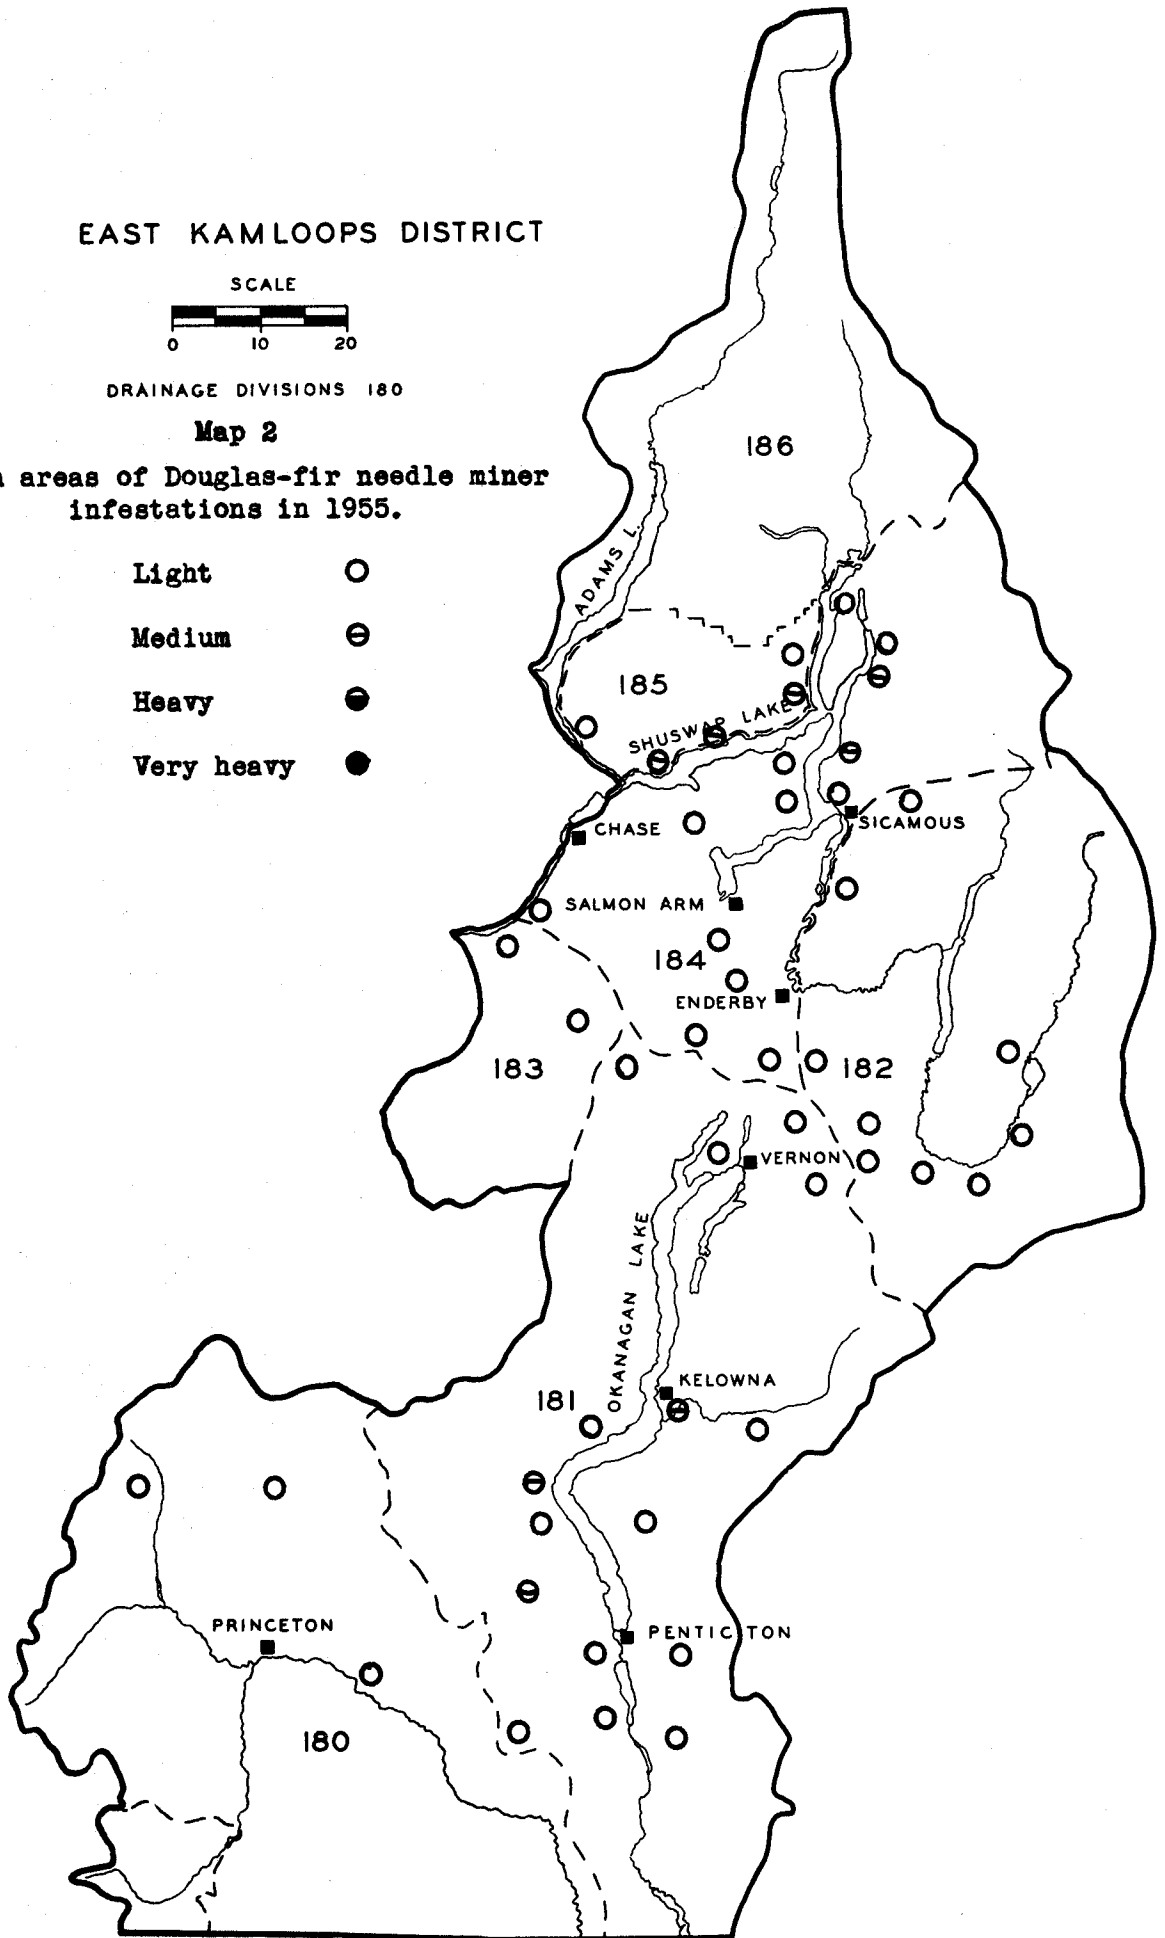 EAST KAMLOOPS DISTRICT
SCALE
0 10 20
DRAINAGE DIVISIONS 180
Map 2
areas of Douglas-fir needle miner
infestations in 1955.
Light
Medium
Heavy
Very heavy
186
ADAMS L.
185
SHUSWAP LAKE
CHASE
SICAMOUS
SALMON ARM
184
ENDERBY
183
182
VERNON
OKANAGAN LAKE
KELOWNA
181
PRINCETON
PENTICTON
180